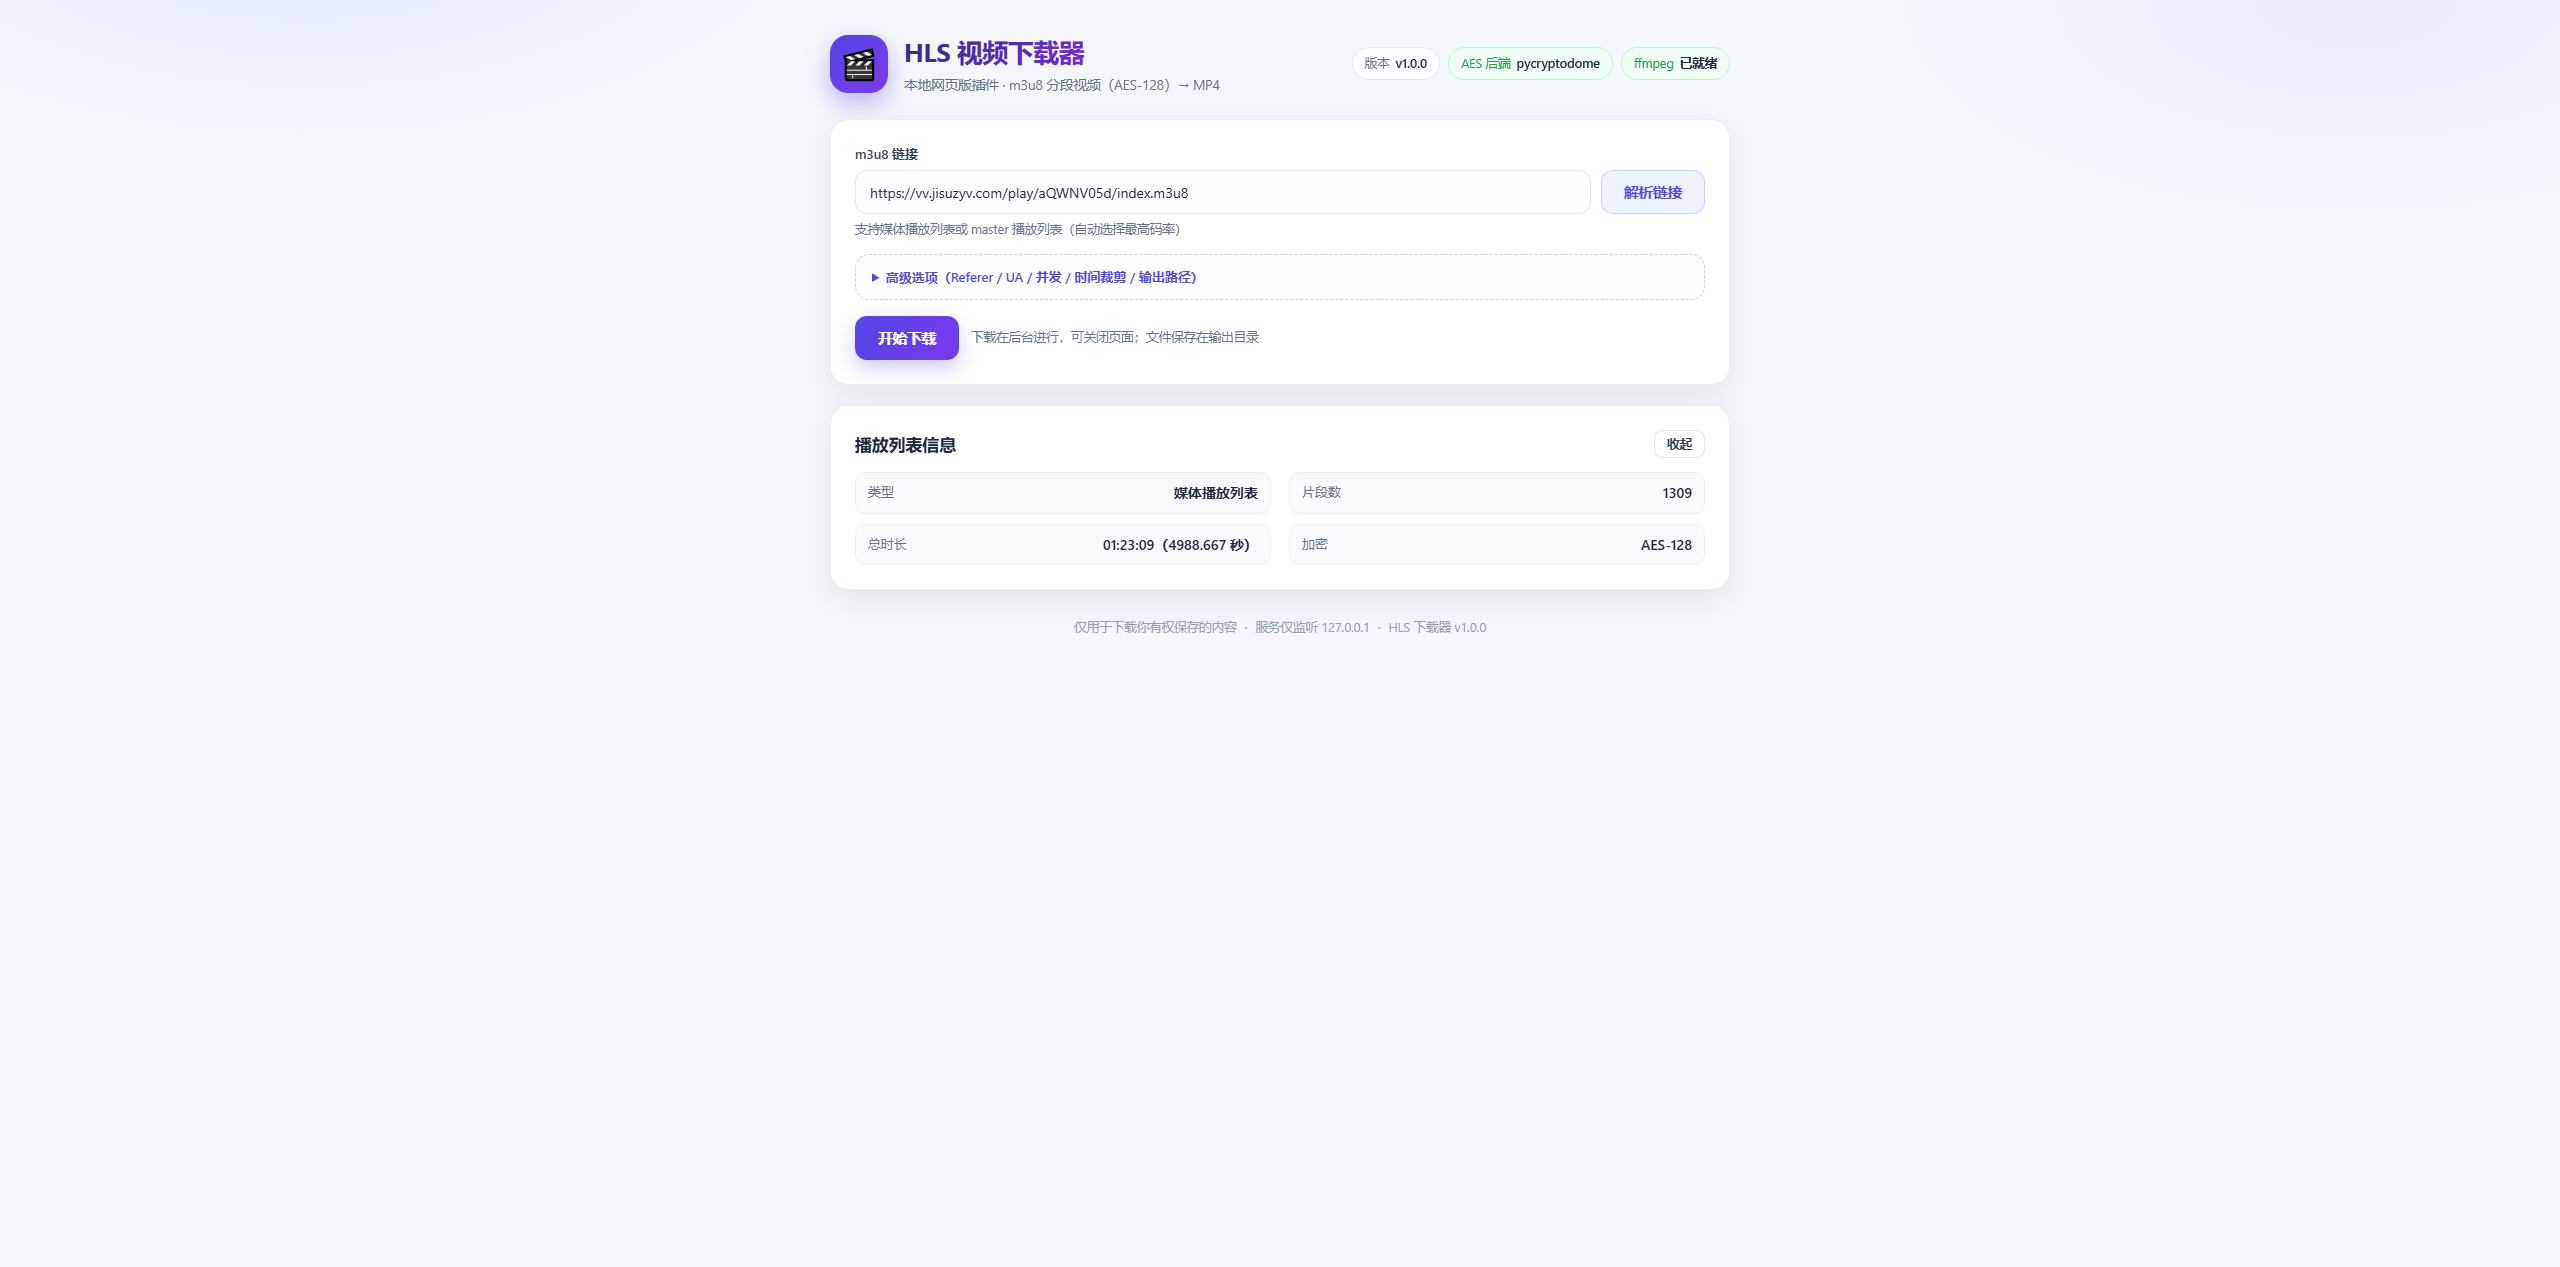 HLS 视频下载器
本地网页版插件 · m3u8 分段视频（AES-128）→ MP4
版本 v1.0.0
AES 后端 pycryptodome
ffmpeg 已就绪
m3u8 链接
https://vv.jisuzyv.com/play/aQWNV05d/index.m3u8
解析链接
支持媒体播放列表或 master 播放列表（自动选择最高码率）
▶ 高级选项（Referer / UA / 并发 / 时间裁剪 / 输出路径）
开始下载
下载在后台进行，可关闭页面；文件保存在输出目录
播放列表信息
收起
类型 媒体播放列表
片段数 1309
总时长 01:23:09（4988.667 秒）
加密 AES-128
仅用于下载你有权保存的内容 · 服务仅监听 127.0.0.1 · HLS 下载器 v1.0.0